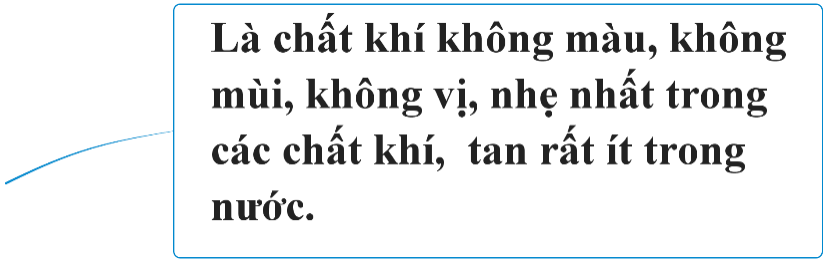 Là chất khí không màu, không
mùi, không vị, nhẹ nhất trong
các chất khí,  tan rất ít trong
nước.